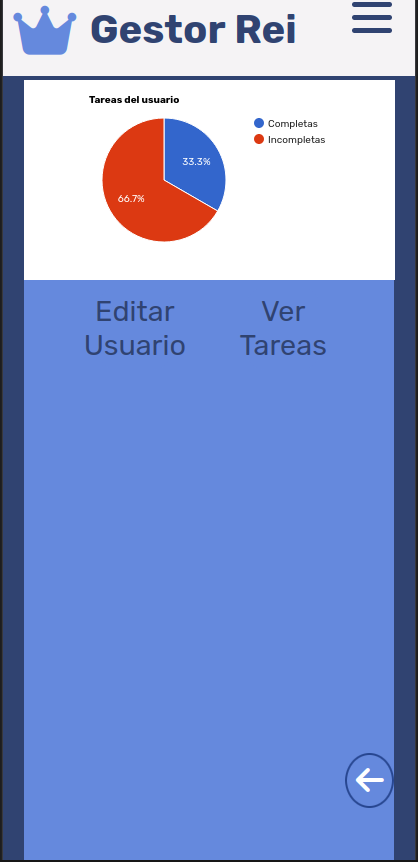 Gestor Rei
Tareas del usuario
Completas
Incompletas
33.3%
66.7%
Editar
Usuario
Ver
Tareas